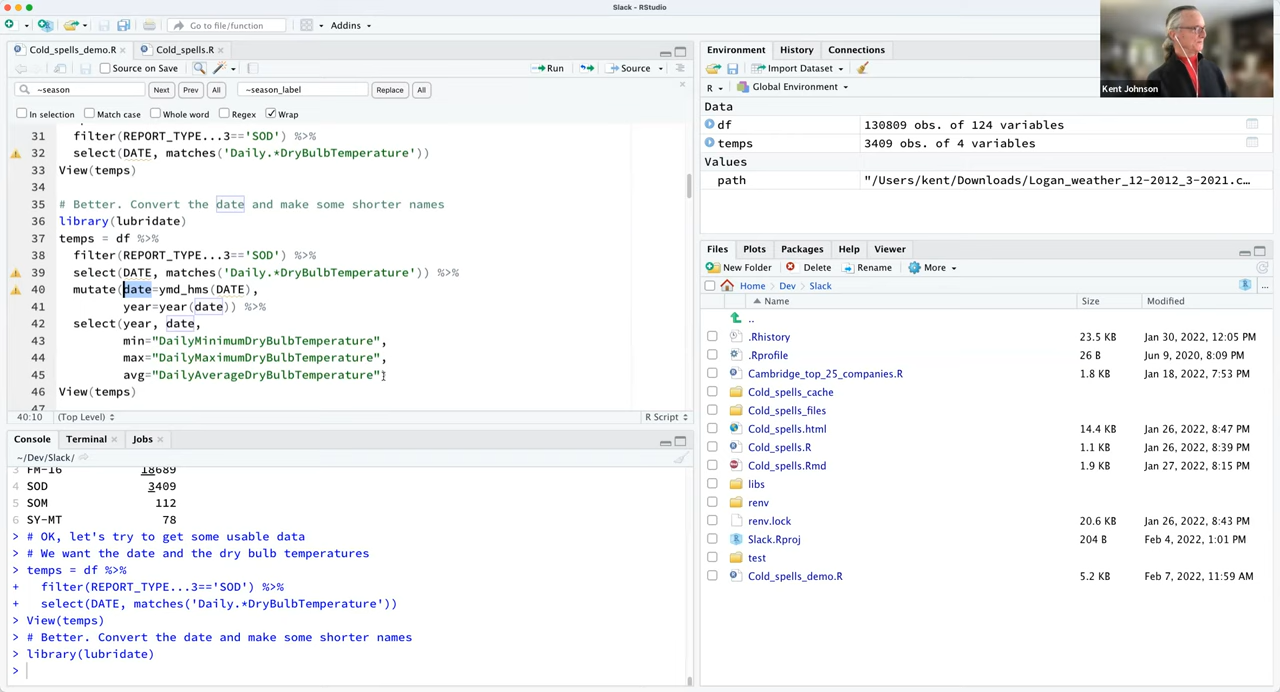 Slack - RStudio
Go to file/function
Addins
Cold_spells_demo.R
Cold_spells.R
Source on Save
Run
Source
~season
Next
Prev
All
~season_label
Replace
All
In selection
Match case
Whole word
Regex
Wrap
31 filter(REPORT_TYPE...3=='SOD') %>%
32 select(DATE, matches('Daily.*DryBulbTemperature'))
33 View(temps)
34
35 # Better. Convert the date and make some shorter names
36 library(lubridate)
37 temps = df %>%
38 filter(REPORT_TYPE...3=='SOD') %>%
39 select(DATE, matches('Daily.*DryBulbTemperature')) %>%
40 mutate(date=ymd_hms(DATE),
41 year=year(date)) %>%
42 select(year, date,
43 min="DailyMinimumDryBulbTemperature",
44 max="DailyMaximumDryBulbTemperature",
45 avg="DailyAverageDryBulbTemperature"
46 View(temps)
47
40:10
(Top Level)
R Script
Console
Terminal
Jobs
~/Dev/Slack/
3 FM-16 18689
4 SOD 3409
5 SOM 112
6 SY-MT 78
> # OK, let's try to get some usable data
> # We want the date and the dry bulb temperatures
> temps = df %>%
+ filter(REPORT_TYPE...3=='SOD') %>%
+ select(DATE, matches('Daily.*DryBulbTemperature'))
> View(temps)
> # Better. Convert the date and make some shorter names
> library(lubridate)
>
Environment
History
Connections
Import Dataset
R
Global Environment
Data
df 130809 obs. of 124 variables
temps 3409 obs. of 4 variables
Values
path "/Users/kent/Downloads/Logan_weather_12-2012_3-2021.c…
Files
Plots
Packages
Help
Viewer
New Folder
Delete
Rename
More
Home
Dev
Slack
...
Name
Size
Modified
..
.Rhistory 23.5 KB Jan 30, 2022, 12:05 PM
.Rprofile 26 B Jun 9, 2020, 8:09 PM
Cambridge_top_25_companies.R 1.8 KB Jan 18, 2022, 7:53 PM
Cold_spells_cache
Cold_spells_files
Cold_spells.html 14.4 KB Jan 26, 2022, 8:47 PM
Cold_spells.R 1.1 KB Jan 26, 2022, 8:39 PM
Cold_spells.Rmd 1.9 KB Jan 27, 2022, 8:15 PM
libs
renv
renv.lock 20.6 KB Jan 26, 2022, 8:43 PM
Slack.Rproj 204 B Feb 4, 2022, 1:01 PM
test
Cold_spells_demo.R 5.2 KB Feb 7, 2022, 11:59 AM
Kent Johnson